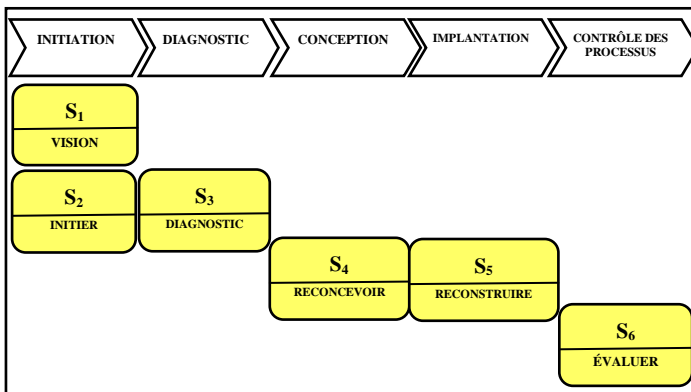 INITIATION
DIAGNOSTIC
CONCEPTION
IMPLANTATION
CONTRÔLE DES
PROCESSUS
S₁
VISION
S₂
INITIER
S₃
DIAGNOSTIC
S₄
RECONCEVOIR
S₅
RECONSTRUIRE
S₆
ÉVALUER